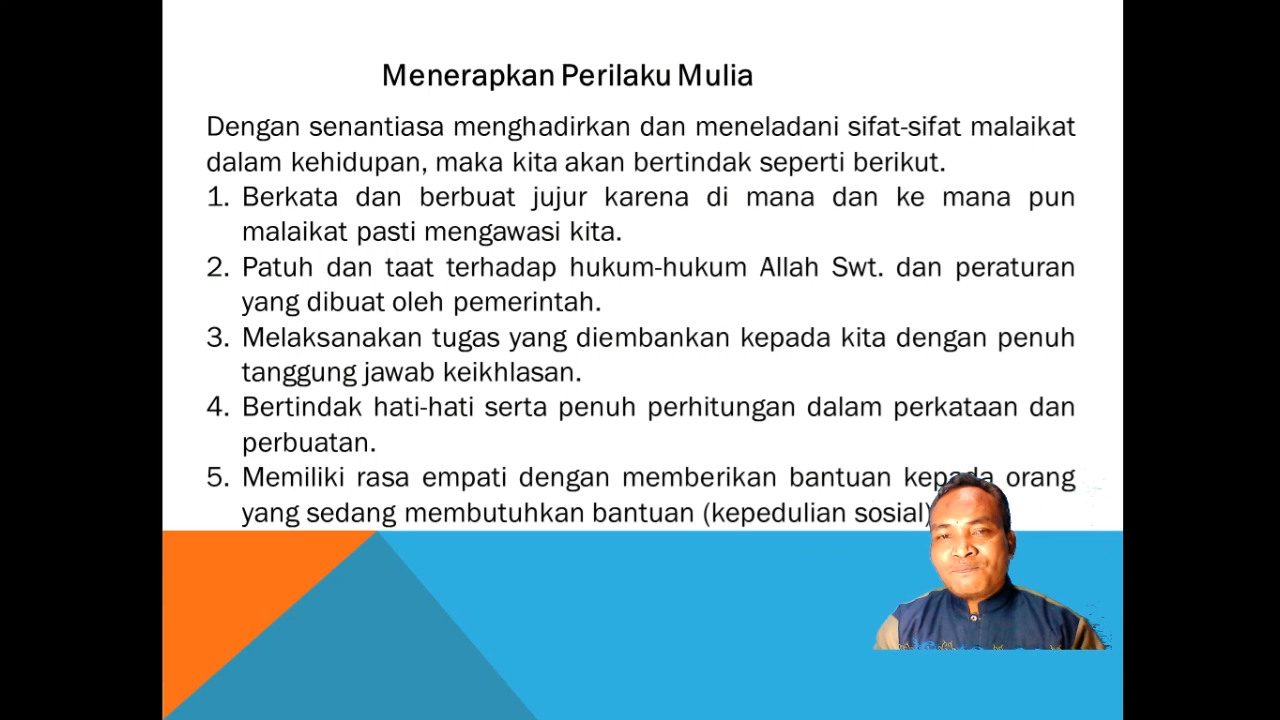 Menerapkan Perilaku Mulia
Dengan senantiasa menghadirkan dan meneladani sifat-sifat malaikat
dalam kehidupan, maka kita akan bertindak seperti berikut.
1. Berkata dan berbuat jujur karena di mana dan ke mana pun
malaikat pasti mengawasi kita.
2. Patuh dan taat terhadap hukum-hukum Allah Swt. dan peraturan
yang dibuat oleh pemerintah.
3. Melaksanakan tugas yang diembankan kepada kita dengan penuh
tanggung jawab keikhlasan.
4. Bertindak hati-hati serta penuh perhitungan dalam perkataan dan
perbuatan.
5. Memiliki rasa empati dengan memberikan bantuan kepada orang
yang sedang membutuhkan bantuan (kepedulian sosial)